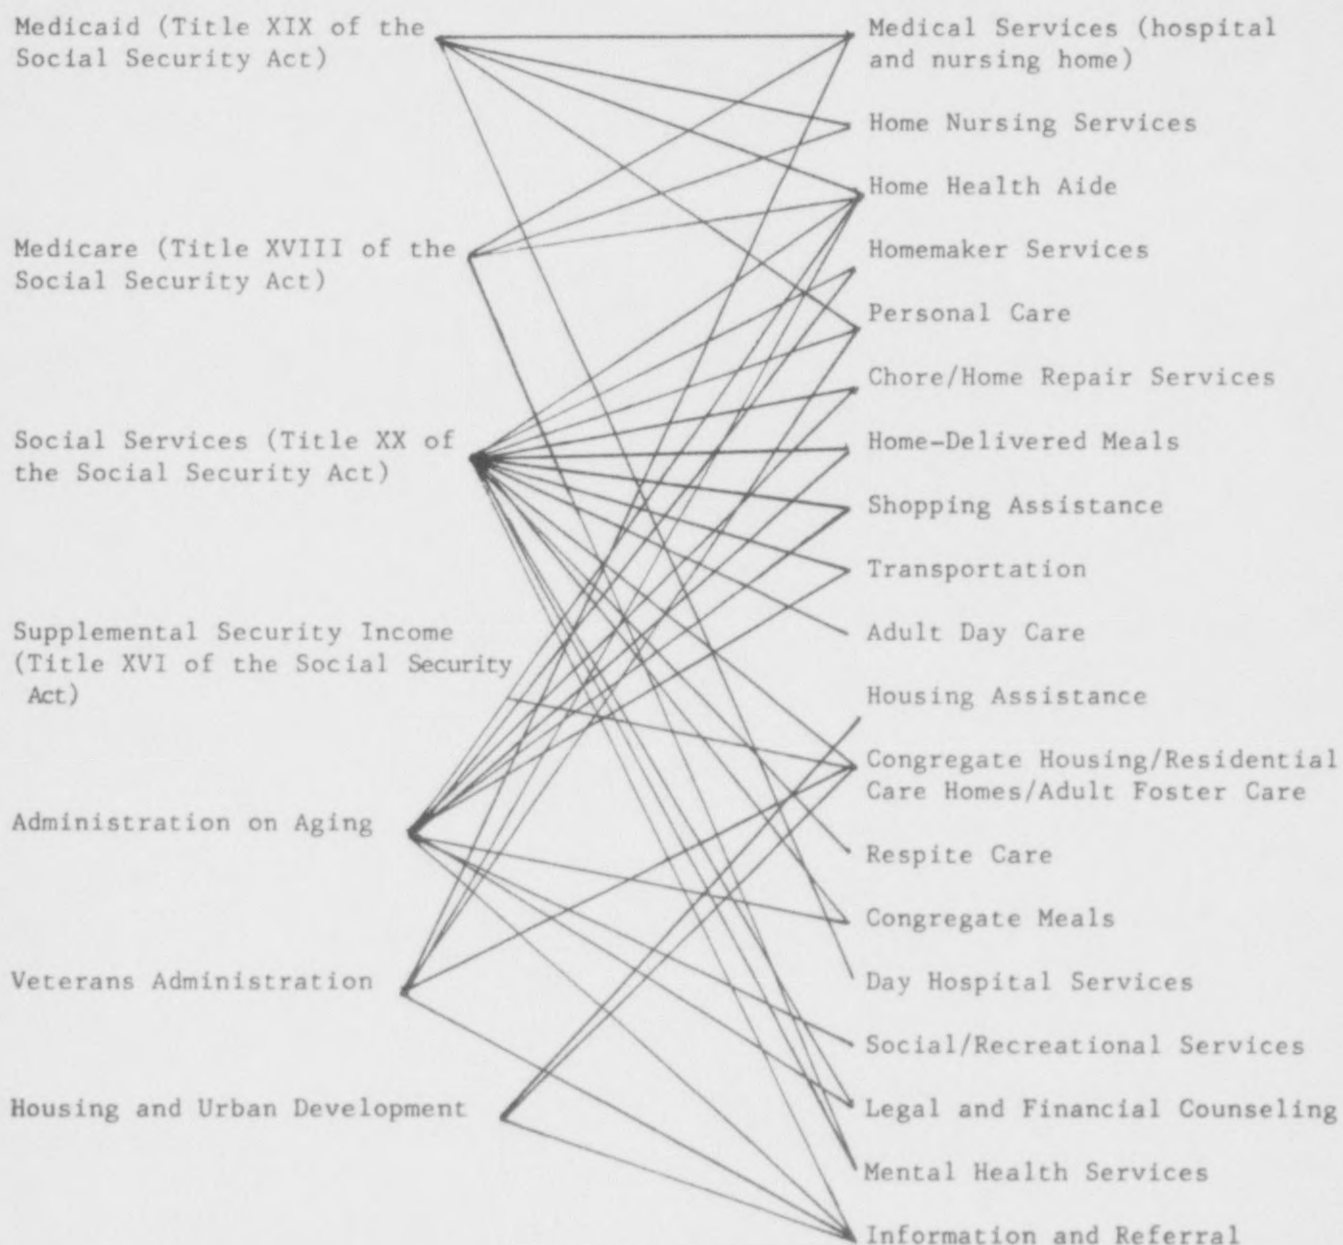 Medicaid (Title XIX of the
Social Security Act)
Medicare (Title XVIII of the
Social Security Act)
Social Services (Title XX of
the Social Security Act)
Supplemental Security Income
(Title XVI of the Social Security
Act)
Administration on Aging
Veterans Administration
Housing and Urban Development
Medical Services (hospital
and nursing home)
Home Nursing Services
Home Health Aide
Homemaker Services
Personal Care
Chore/Home Repair Services
Home-Delivered Meals
Shopping Assistance
Transportation
Adult Day Care
Housing Assistance
Congregate Housing/Residential
Care Homes/Adult Foster Care
Respite Care
Congregate Meals
Day Hospital Services
Social/Recreational Services
Legal and Financial Counseling
Mental Health Services
Information and Referral